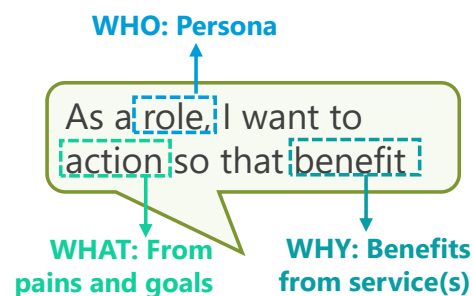 WHO: Persona
As a role, I want to
action so that benefit
WHAT: From
pains and goals
WHY: Benefits
from service(s)